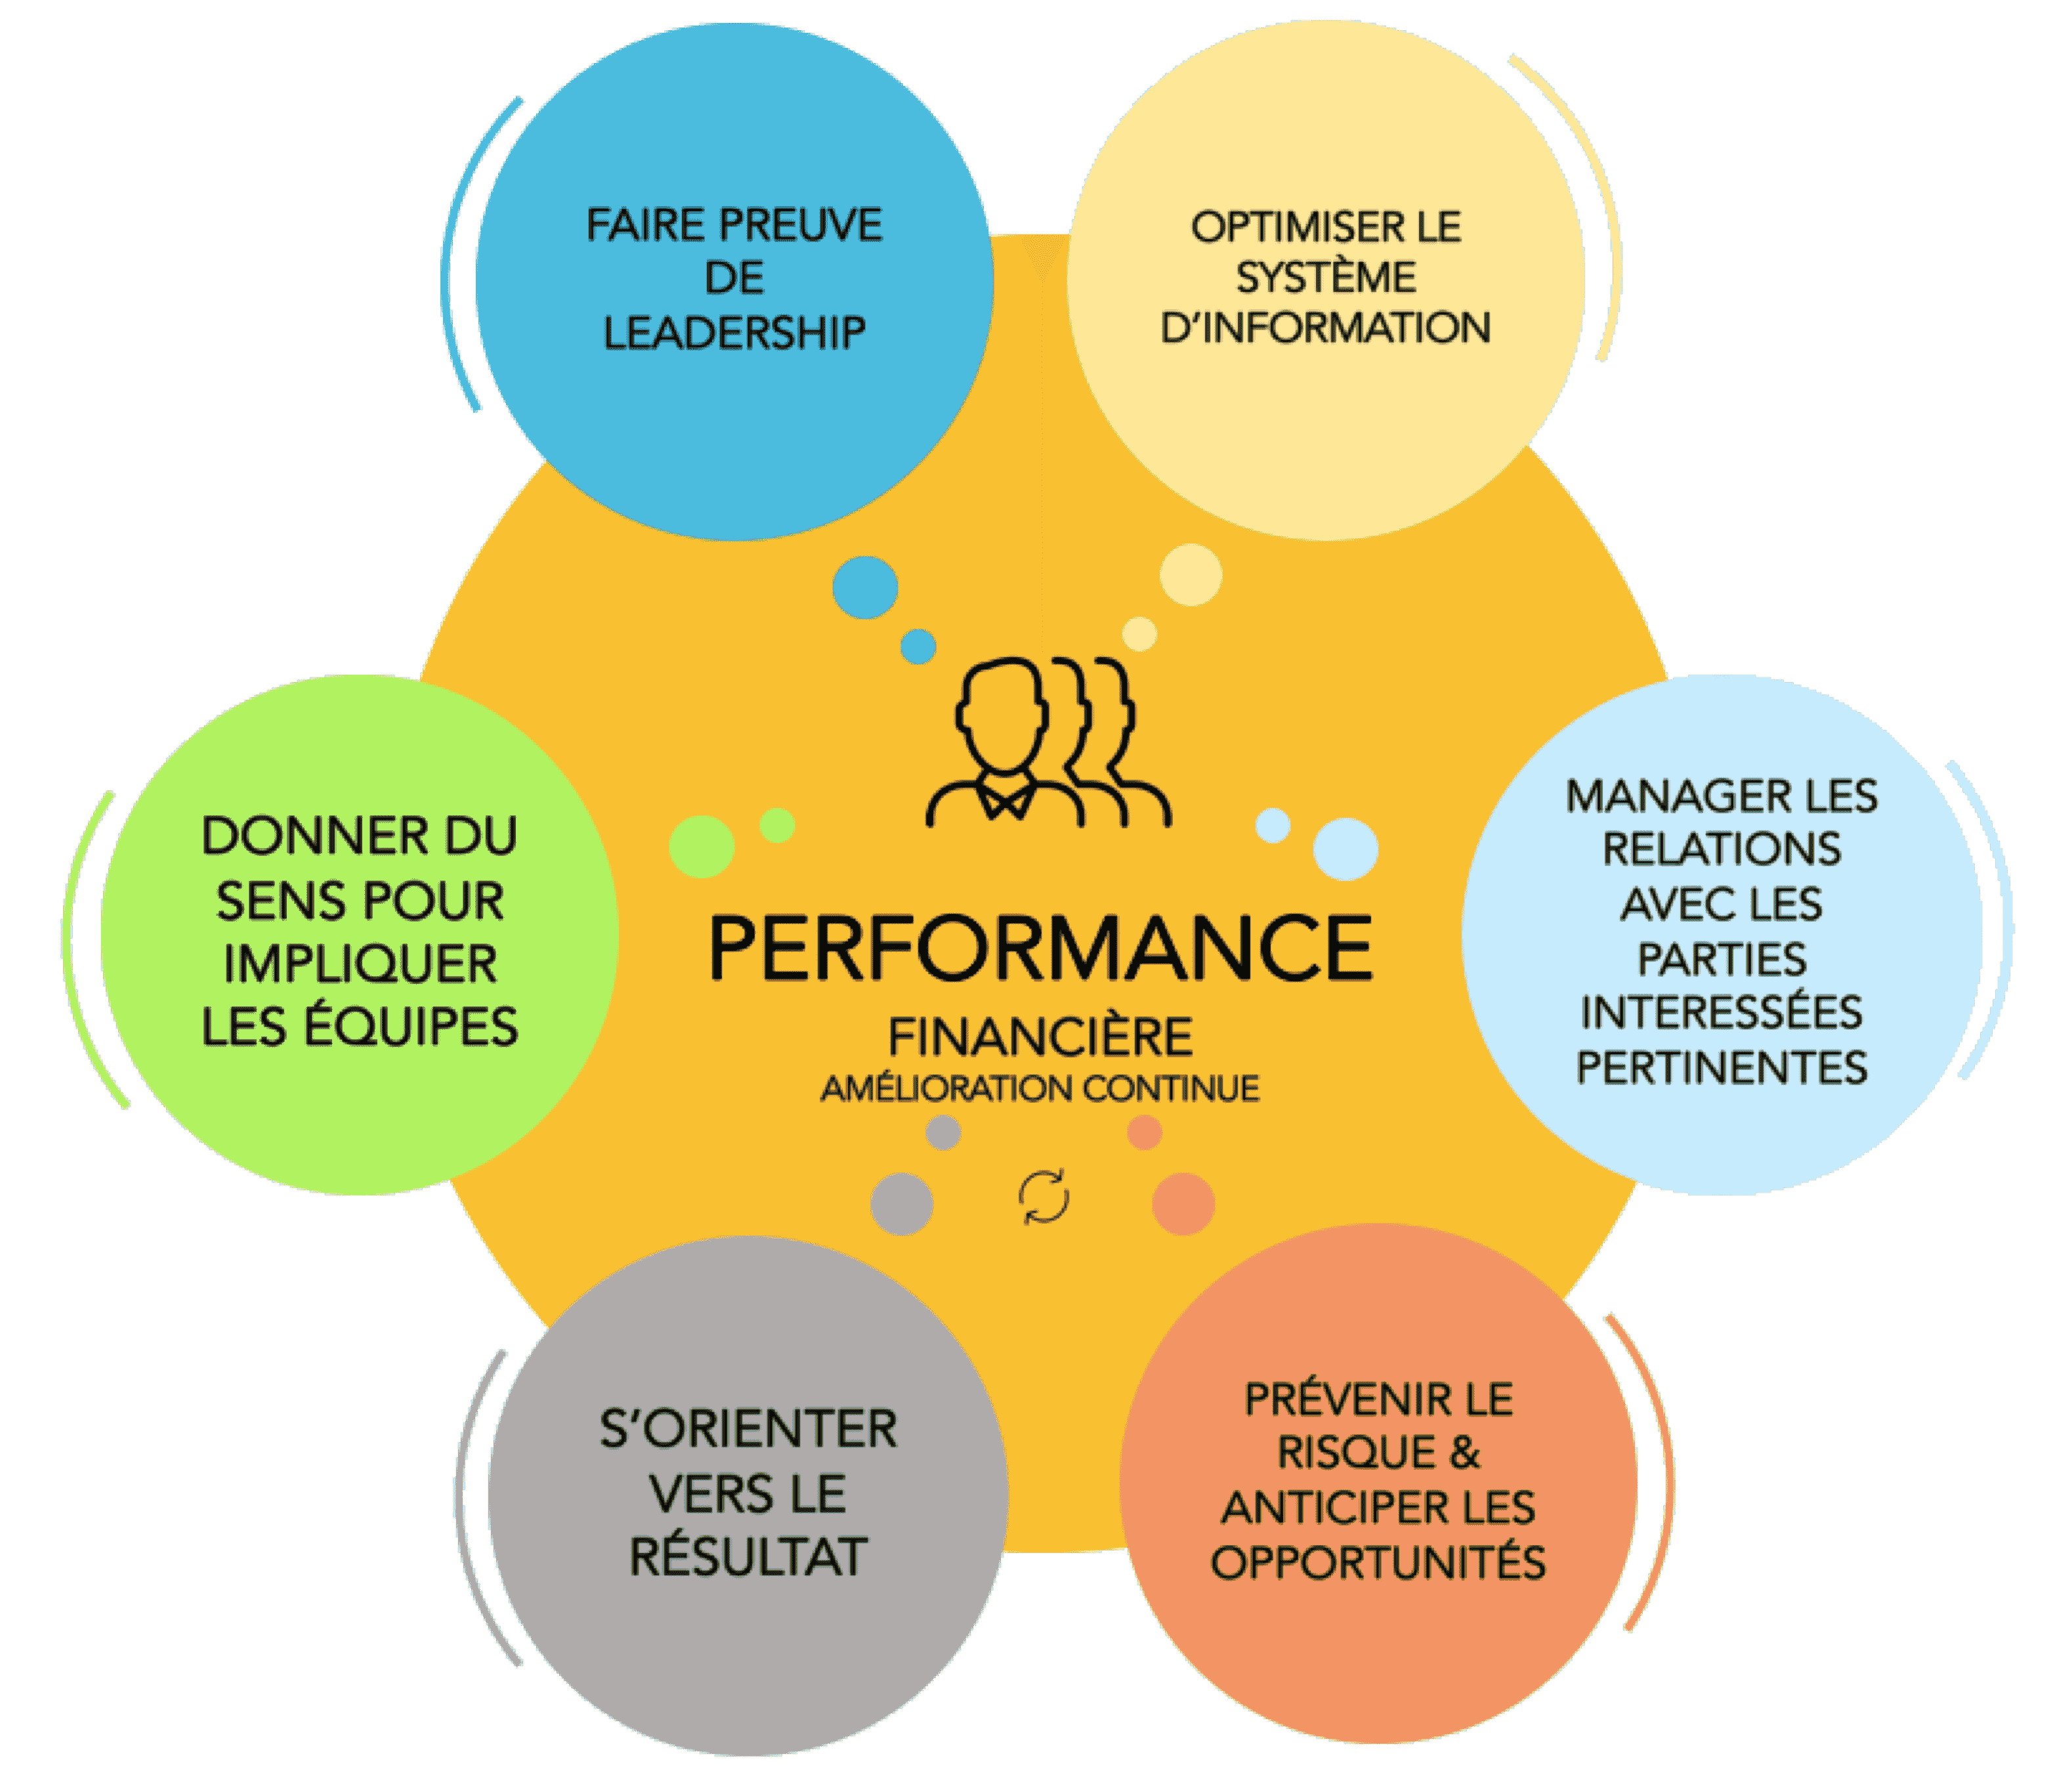 FAIRE PREUVE
DE
LEADERSHIP
OPTIMISER LE
SYSTÈME
D'INFORMATION
DONNER DU
SENS POUR
IMPLIQUER
LES ÉQUIPES
PERFORMANCE
FINANCIÈRE
AMÉLIORATION CONTINUE
MANAGER LES
RELATIONS
AVEC LES
PARTIES
INTERESSÉES
PERTINENTES
S'ORIENTER
VERS LE
RÉSULTAT
PRÉVENIR LE
RISQUE &
ANTICIPER LES
OPPORTUNITÉS